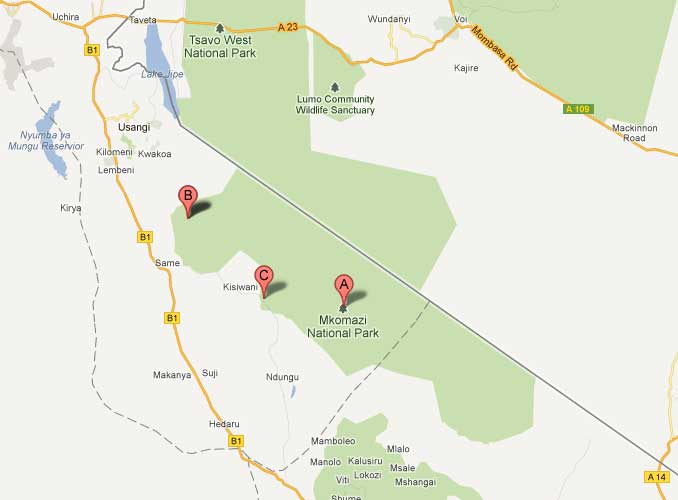 Uchira
Taveta
Wundanyi
Voi
A 23
B1
Tsavo West
National Park
Mombasa Rd
Kajire
Lake Jipe
Lumo Community
Wildlife Sanctuary
A 109
Usangi
Mackinnon
Road
Nyumba ya
Mungu Reservior
Kilomeni
Kwakoa
Lembeni
B
Kirya
B1
Same
C
A
Kisiwani
B1
Mkomazi
National Park
Makanya
Suji
Ndungu
Hedaru
B1
Mamboleo
Mlalo
Manolo
Kalusiru
Msale
Viti
Lokozi
Mshangai
A 14
Shume